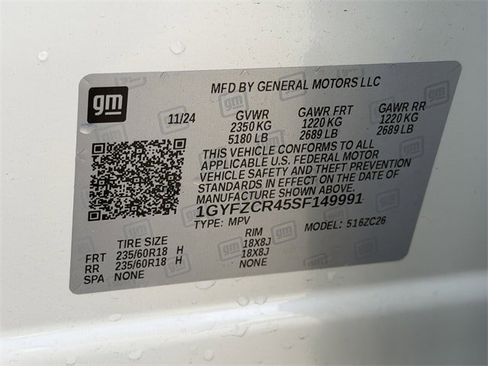 MFD BY GENERAL MOTORS LLC
gm
11/24 GVWR GAWR FRT GAWR RR
2350 KG 1220 KG 1220 KG
5180 LB 2689 LB 2689 LB
THIS VEHICLE CONFORMS TO ALL
APPLICABLE U.S. FEDERAL MOTOR
VEHICLE SAFETY AND THEFT PREVENTION
STANDARDS IN EFFECT ON THE DATE OF
MANUFACTURE SHOWN ABOVE.
1GYFZCR45SF149991
TYPE: MPV MODEL: 516ZC26
TIRE SIZE RIM
FRT 235/60R18 H 18X8J
RR 235/60R18 H 18X8J
SPA NONE NONE